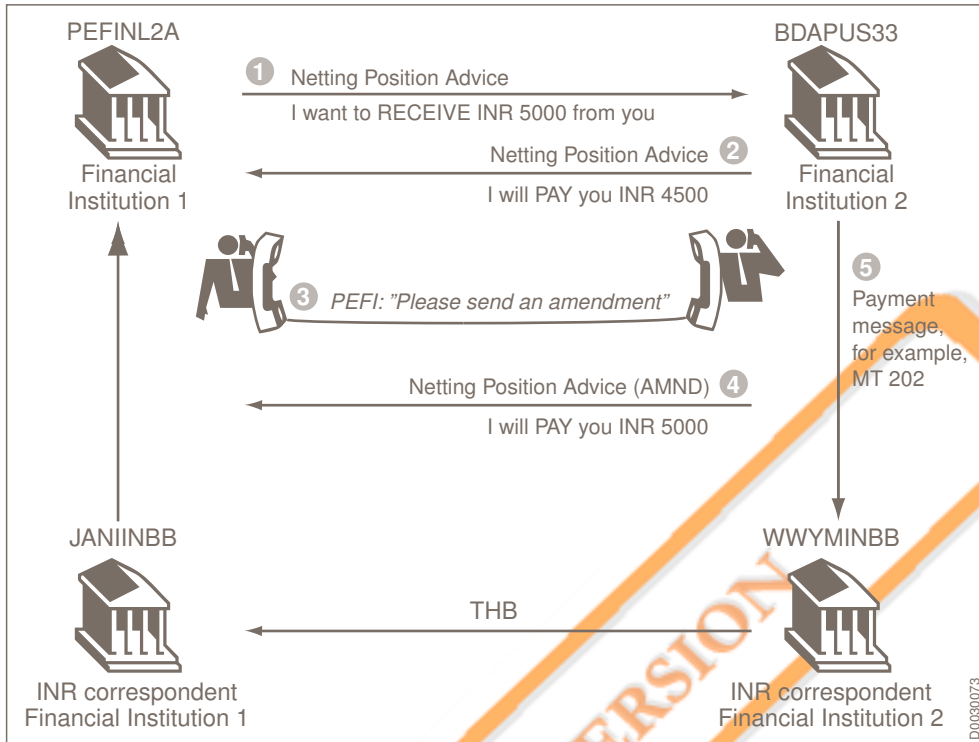 PEFINL2A
BDAPUS33
1 Netting Position Advice
I want to RECEIVE INR 5000 from you
Netting Position Advice 2
I will PAY you INR 4500
Financial
Institution 1
Financial
Institution 2
3 PEFI: "Please send an amendment"
5
Payment
message,
for example,
MT 202
Netting Position Advice (AMND) 4
I will PAY you INR 5000
JANIINBB
WWYMINBB
THB
INR correspondent
Financial Institution 1
INR correspondent
Financial Institution 2
D0030073
ERSION